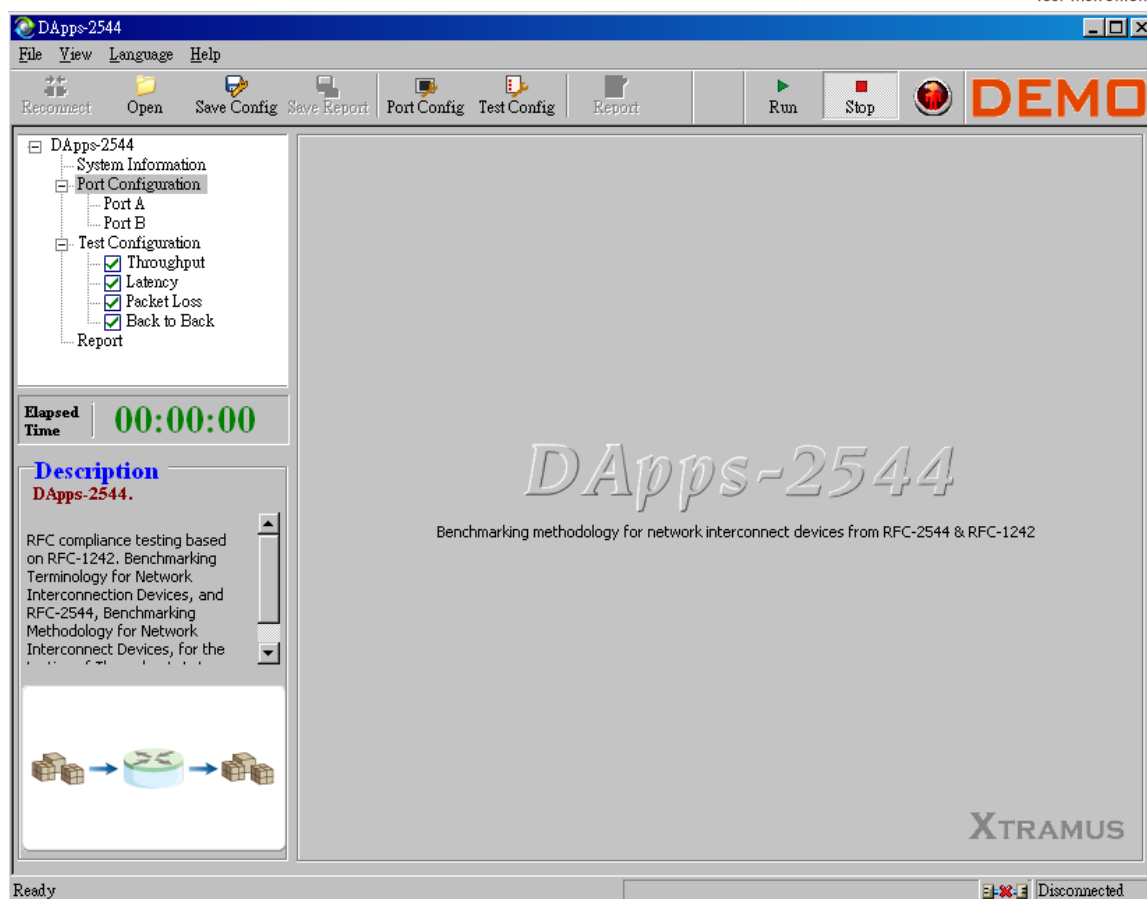 DApps-2544
File View Language Help
Reconnect Open Save Config Save Report Port Config Test Config Report Run Stop DEMO
DApps-2544
System Information
Port Configuration
Port A
Port B
Test Configuration
Throughput
Latency
Packet Loss
Back to Back
Report
Elapsed
Time
00:00:00
Description
DApps-2544.
RFC compliance testing based
on RFC-1242. Benchmarking
Terminology for Network
Interconnection Devices, and
RFC-2544, Benchmarking
Methodology for Network
Interconnect Devices, for the
DApps-2544
Benchmarking methodology for network interconnect devices from RFC-2544 & RFC-1242
XTRAMUS
Ready Disconnected